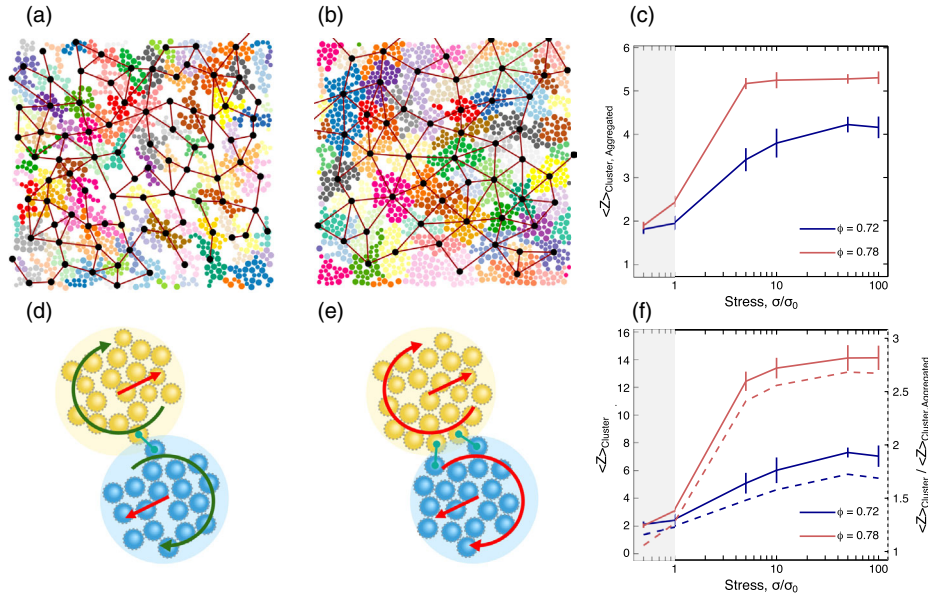 (a)
(b)
(c)
6
5
4
3
2
1
<Z>Cluster, Aggregated
ϕ = 0.72
ϕ = 0.78
1
10
100
Stress, σ/σ0
(d)
(e)
(f)
16
14
12
10
8
6
4
2
0
<Z>Cluster
3
2.5
2
1.5
1
<Z>Cluster / <Z>Cluster Aggregated
ϕ = 0.72
ϕ = 0.78
1
10
100
Stress, σ/σ0